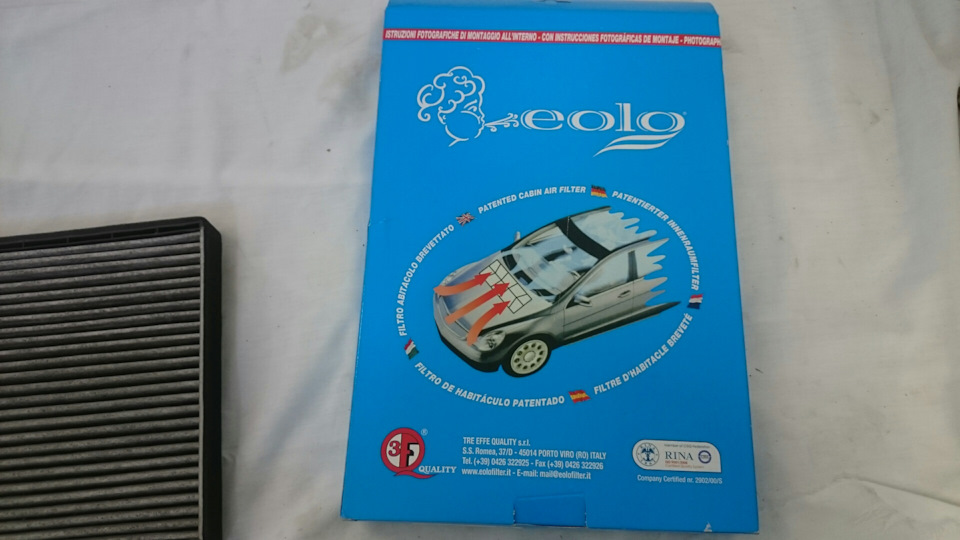 ISTRUZIONI FOTOGRAFICHE DI MONTAGGIO ALL'INTERNO - CON INSTRUCCIONES FOTOGRÁFICAS DE MONTAJE - PHOTOGRAPH
eolo
PATENTED CABIN AIR FILTER
PATENTIERTER INNENRAUMFILTER
FILTRO ABITACOLO BREVETTATO
FILTRE D'HABITACLE BREVETÉ
FILTRO DE HABITÁCULO PATENTADO
3F ®
QUALITY
TRE EFFE QUALITY s.r.l.
S.S. Romea, 37/D - 45014 PORTO VIRO (RO) ITALY
Tel. (+39) 0426 322925 - Fax (+39) 0426 322926
www.eolofilter.it - E-mail: mail@eolofilter.it
RINA
Company Certified nr. 2902/00/S